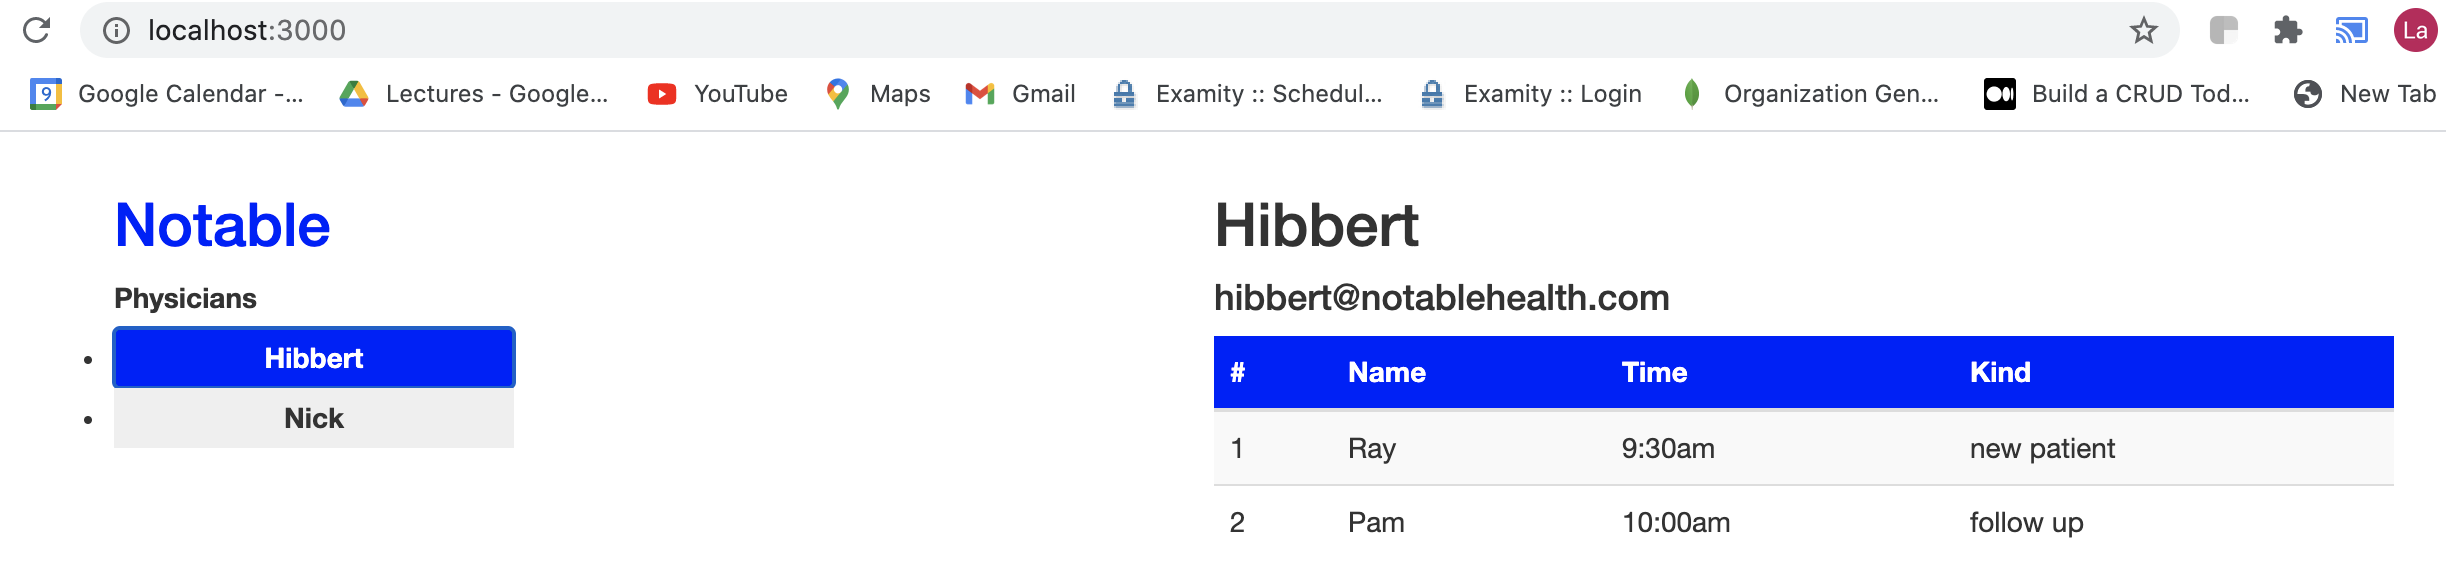 localhost:3000
La
9 Google Calendar -... Lectures - Google... YouTube Maps Gmail Examity :: Schedul... Examity :: Login Organization Gen... Build a CRUD Tod... New Tab
Notable
Physicians
• Hibbert
• Nick
Hibbert
hibbert@notablehealth.com
# Name Time Kind
1 Ray 9:30am new patient
2 Pam 10:00am follow up